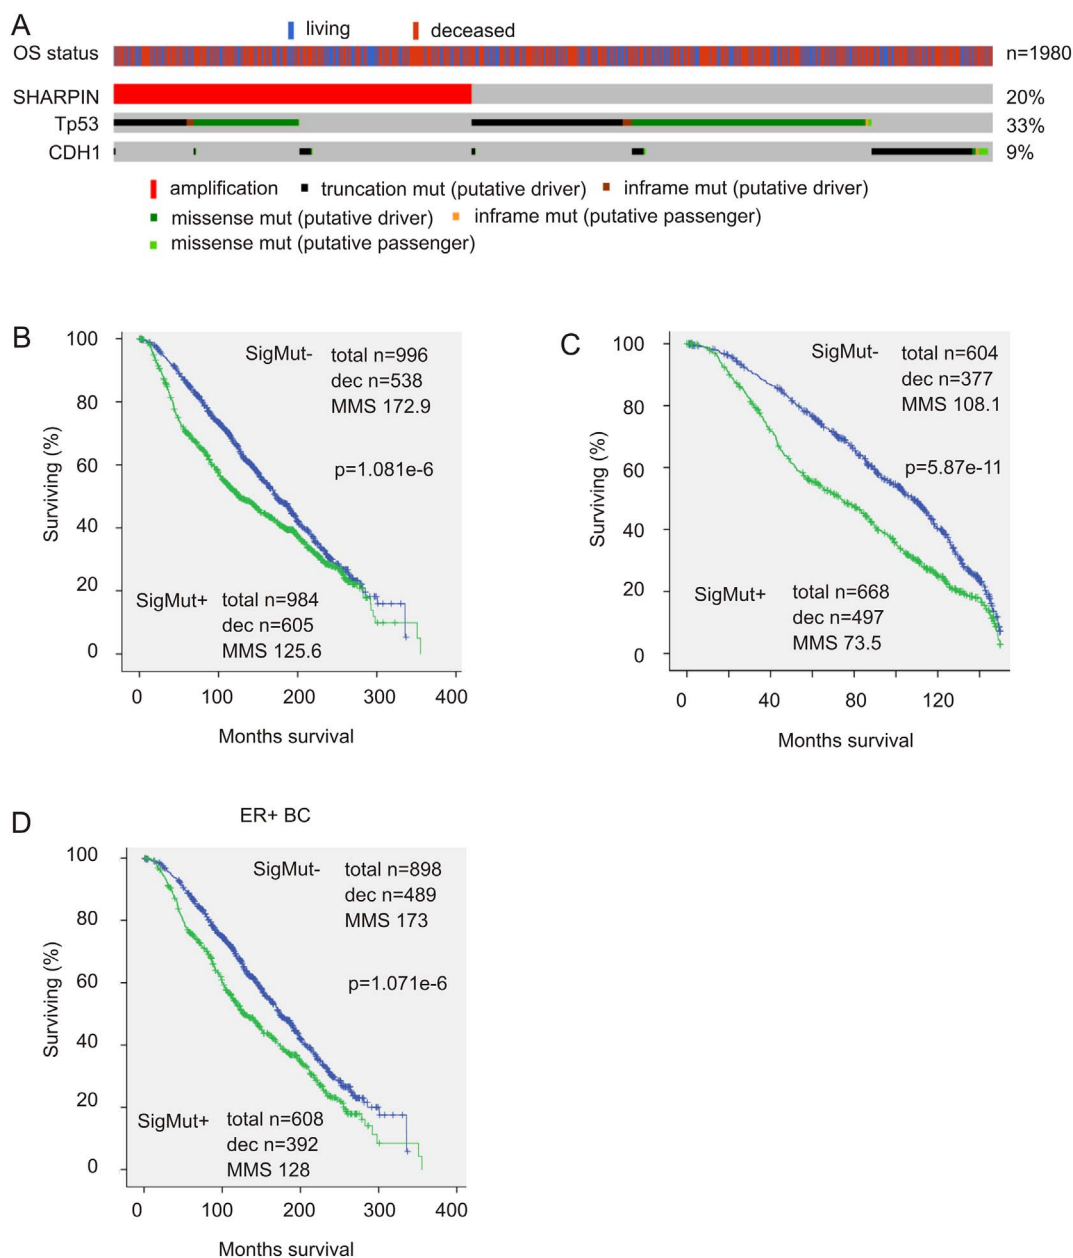 A
living
deceased
OS status
n=1980
SHARPIN
20%
Tp53
33%
CDH1
9%
amplification
truncation mut (putative driver)
inframe mut (putative driver)
missense mut (putative driver)
inframe mut (putative passenger)
missense mut (putative passenger)
B
100
80
60
40
20
0
Surviving (%)
SigMut-
total n=996
dec n=538
MMS 172.9
p=1.081e-6
SigMut+
total n=984
dec n=605
MMS 125.6
0
100
200
300
400
Months survival
C
100
80
60
40
20
0
Surviving (%)
SigMut-
total n=604
dec n=377
MMS 108.1
p=5.87e-11
SigMut+
total n=668
dec n=497
MMS 73.5
0
40
80
120
Months survival
D
ER+ BC
100
80
60
40
20
0
Surviving (%)
SigMut-
total n=898
dec n=489
MMS 173
p=1.071e-6
SigMut+
total n=608
dec n=392
MMS 128
0
100
200
300
400
Months survival